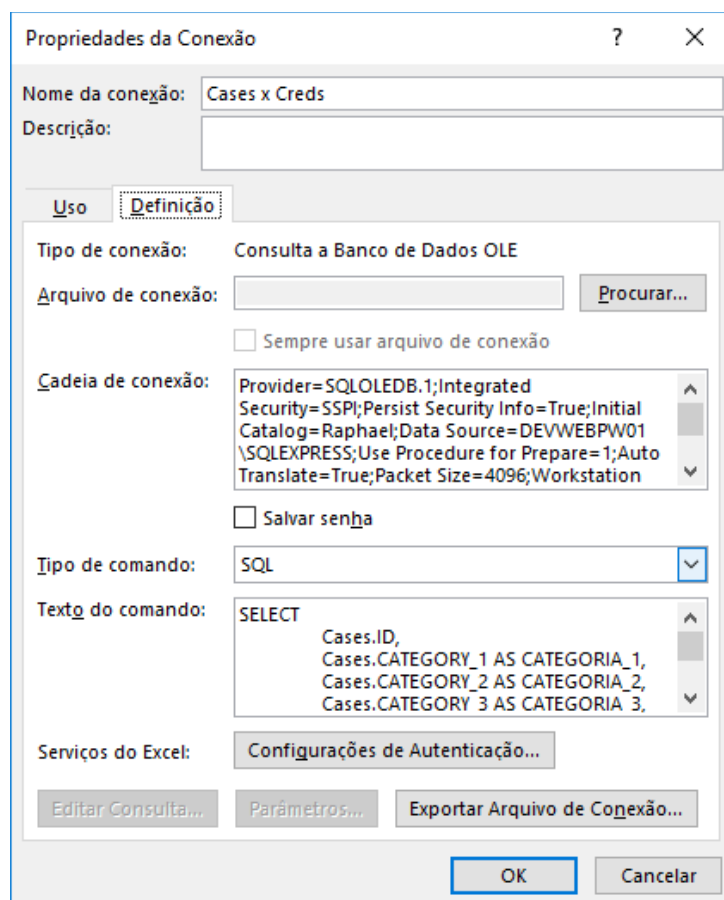 Propriedades da Conexão ? ✕
Nome da conexão: Cases x Creds
Descrição:
Uso Definição
Tipo de conexão: Consulta a Banco de Dados OLE
Arquivo de conexão: Procurar...
Sempre usar arquivo de conexão
Cadeia de conexão: Provider=SQLOLEDB.1;Integrated
Security=SSPI;Persist Security Info=True;Initial
Catalog=Raphael;Data Source=DEVWEBPW01
\SQLEXPRESS;Use Procedure for Prepare=1;Auto
Translate=True;Packet Size=4096;Workstation
Salvar senha
Tipo de comando: SQL
Texto do comando: SELECT
Cases.ID,
Cases.CATEGORY_1 AS CATEGORIA_1,
Cases.CATEGORY_2 AS CATEGORIA_2,
Cases.CATEGORY_3 AS CATEGORIA_3,
Serviços do Excel: Configurações de Autenticação...
Editar Consulta... Parâmetros... Exportar Arquivo de Conexão...
OK Cancelar